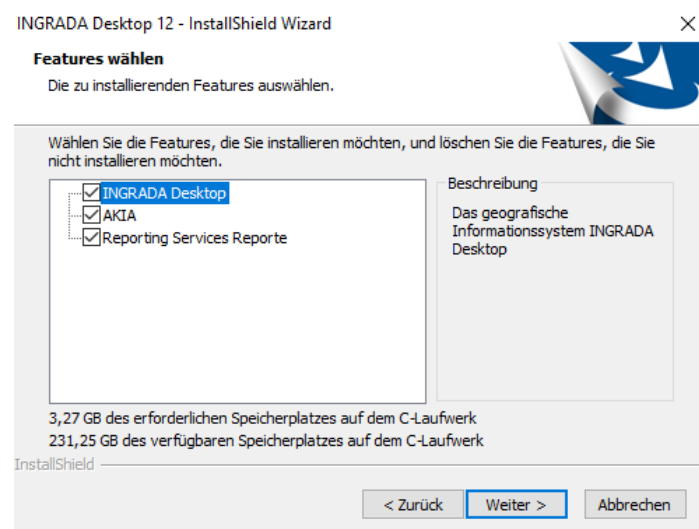 INGRADA Desktop 12 - InstallShield Wizard
Features wählen
Die zu installierenden Features auswählen.
Wählen Sie die Features, die Sie installieren möchten, und löschen Sie die Features, die Sie
nicht installieren möchten.
INGRADA Desktop
AKIA
Reporting Services Reporte
Beschreibung
Das geografische
Informationssystem INGRADA
Desktop
3,27 GB des erforderlichen Speicherplatzes auf dem C-Laufwerk
231,25 GB des verfügbaren Speicherplatzes auf dem C-Laufwerk
InstallShield
< Zurück
Weiter >
Abbrechen